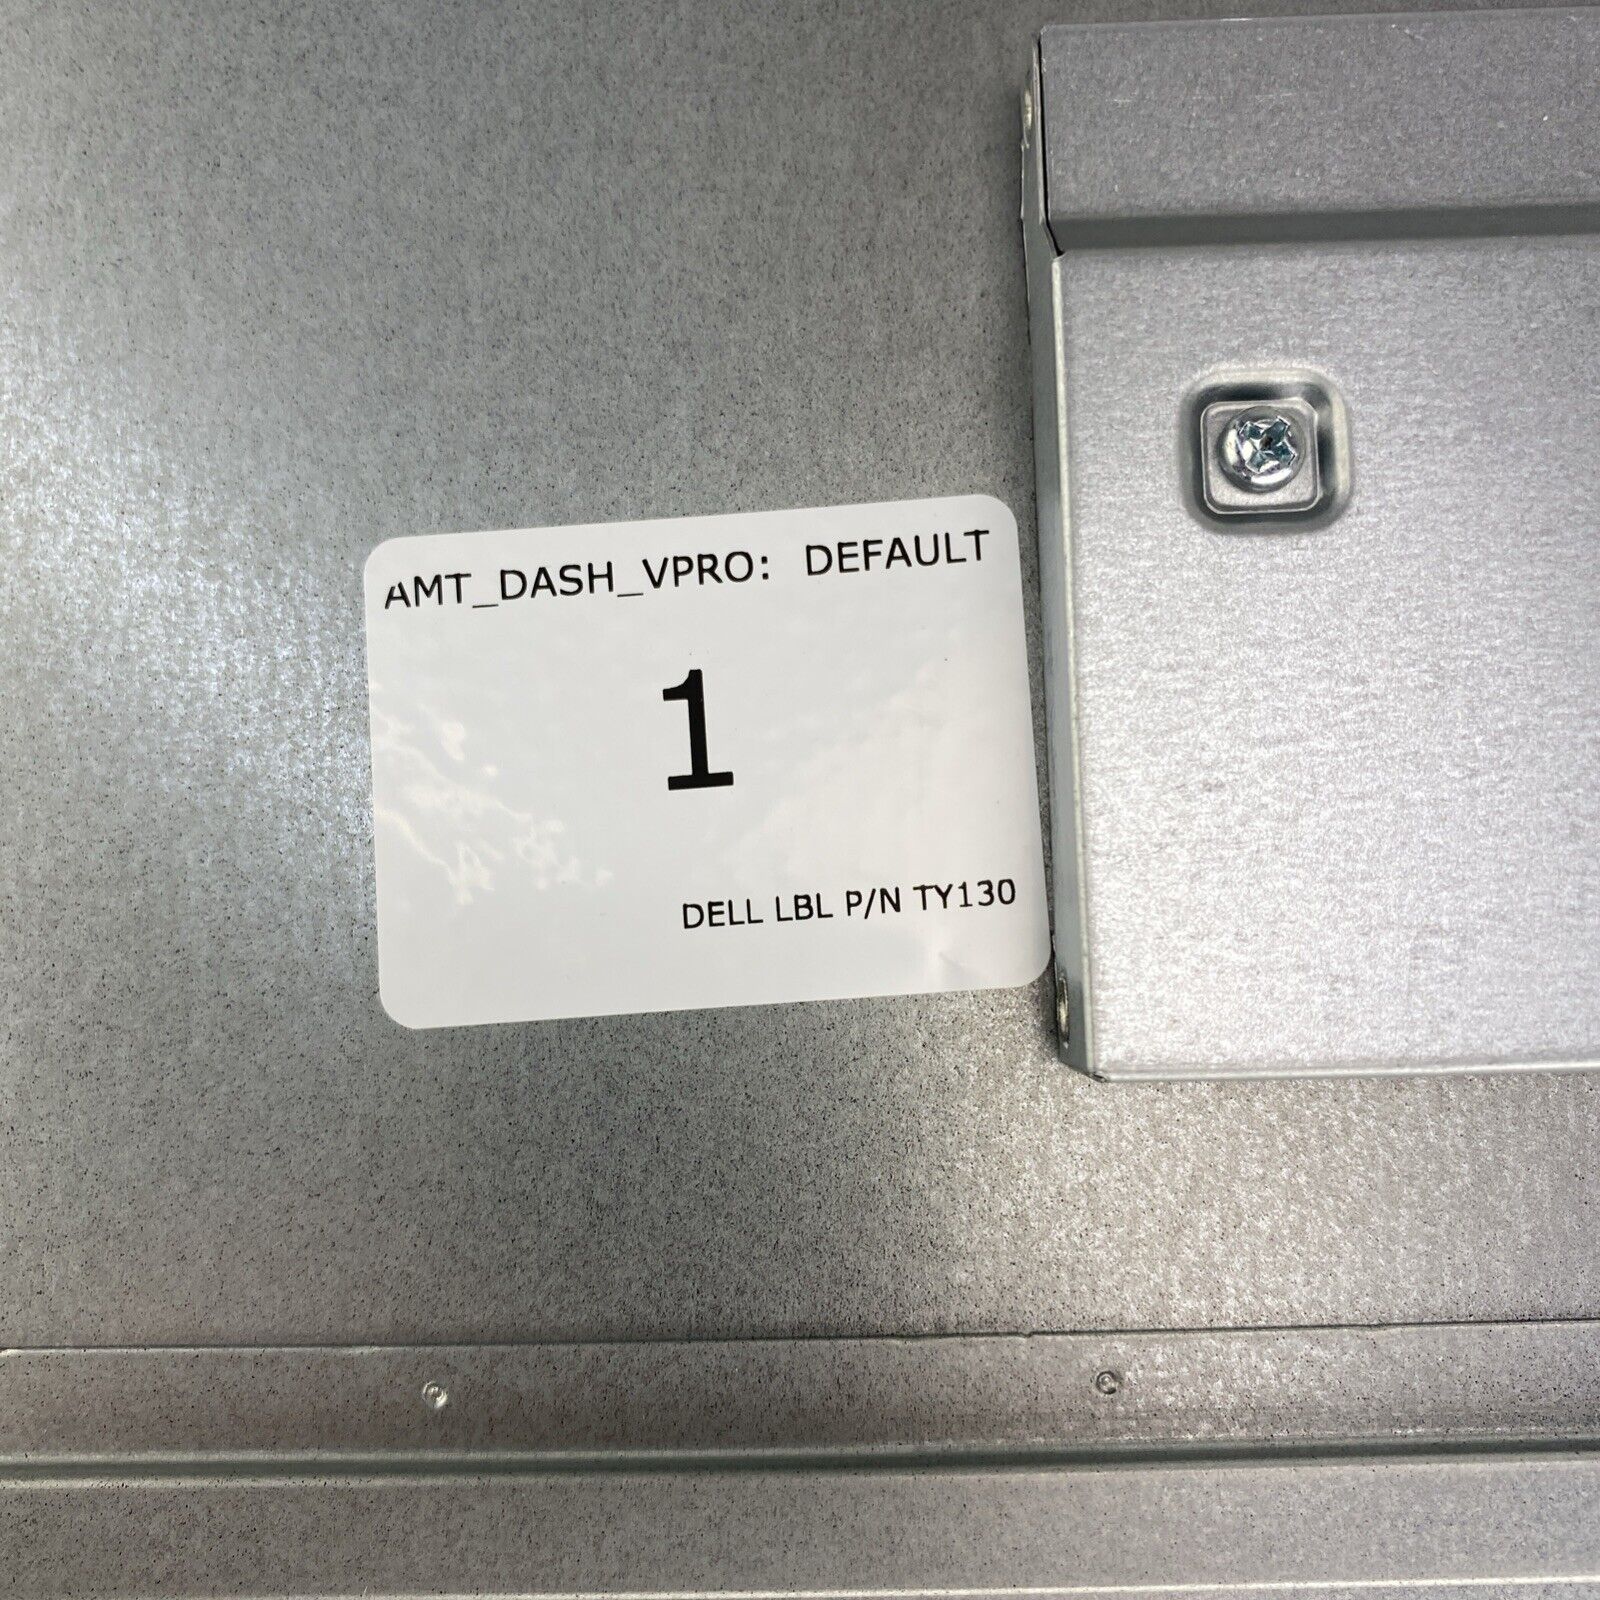 AMT_DASH_VPRO: DEFAULT
1
DELL LBL P/N TY130